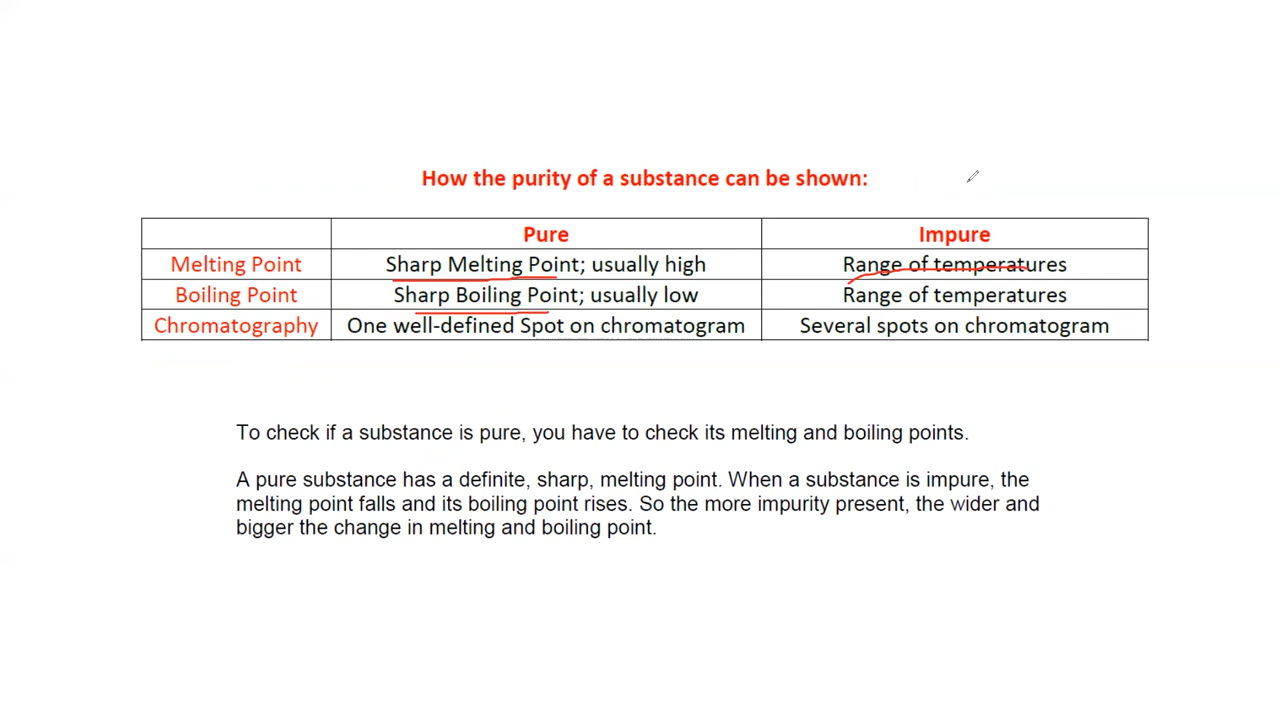 How the purity of a substance can be shown:
Pure Impure
Melting Point Sharp Melting Point; usually high Range of temperatures
Boiling Point Sharp Boiling Point; usually low Range of temperatures
Chromatography One well-defined Spot on chromatogram Several spots on chromatogram
To check if a substance is pure, you have to check its melting and boiling points.
A pure substance has a definite, sharp, melting point. When a substance is impure, the
melting point falls and its boiling point rises. So the more impurity present, the wider and
bigger the change in melting and boiling point.